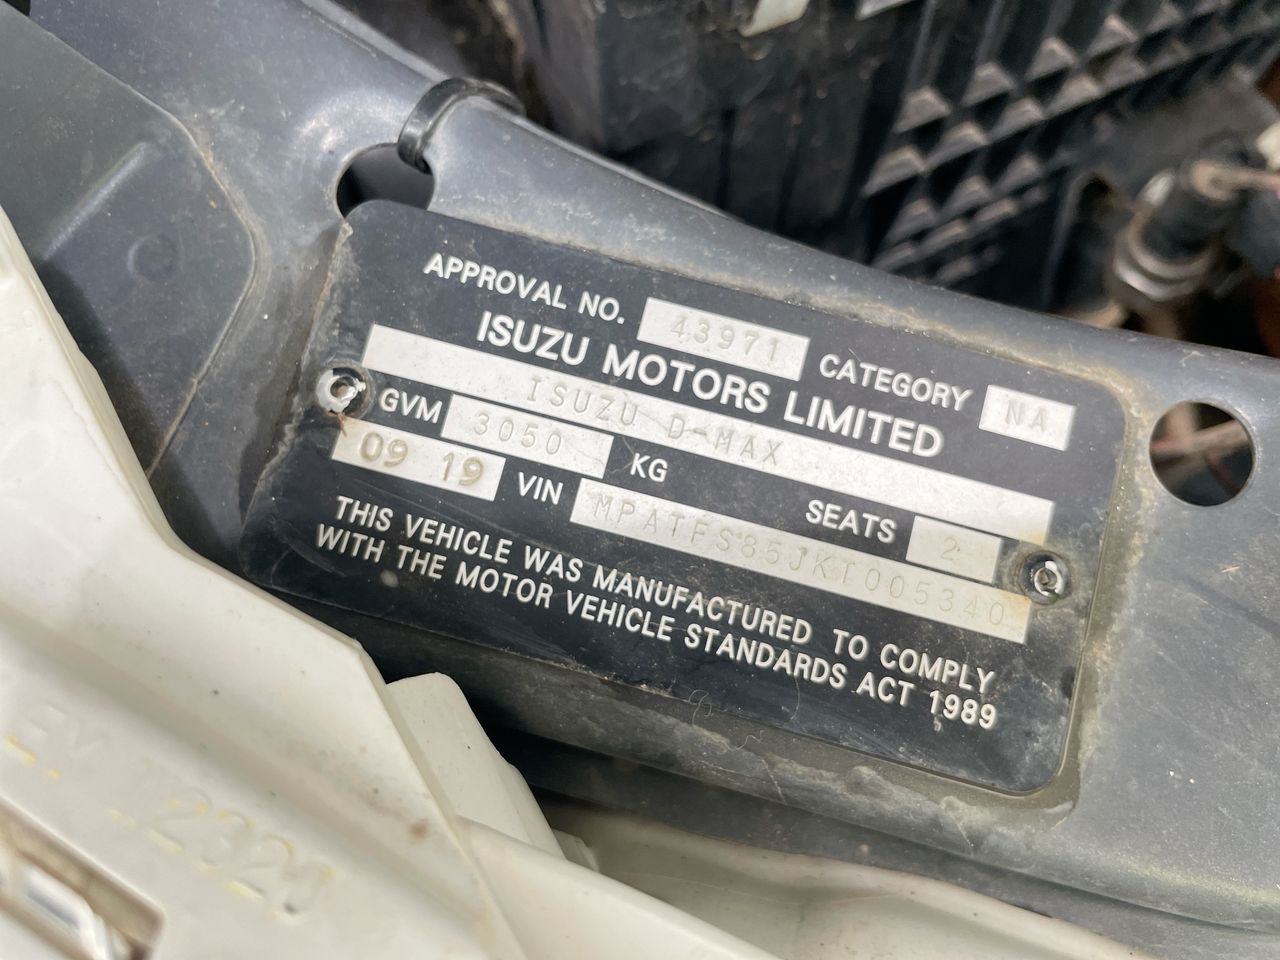 APPROVAL NO. 43971 CATEGORY NA
ISUZU MOTORS LIMITED
ISUZU D-MAX
GVM 3050 KG SEATS 2
09 19 VIN MPATFS85JKT005340
THIS VEHICLE WAS MANUFACTURED TO COMPLY
WITH THE MOTOR VEHICLE STANDARDS ACT 1989